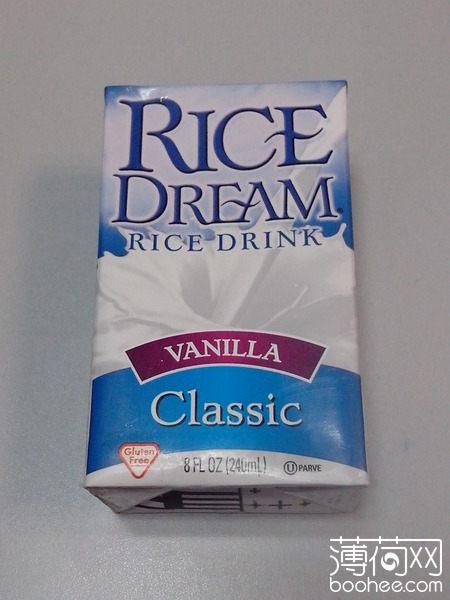 RICE
DREAM®
RICE DRINK
VANILLA
Classic
Gluten
Free
8 FL OZ (240mL)
U PARVE
薄荷网
boohee.com